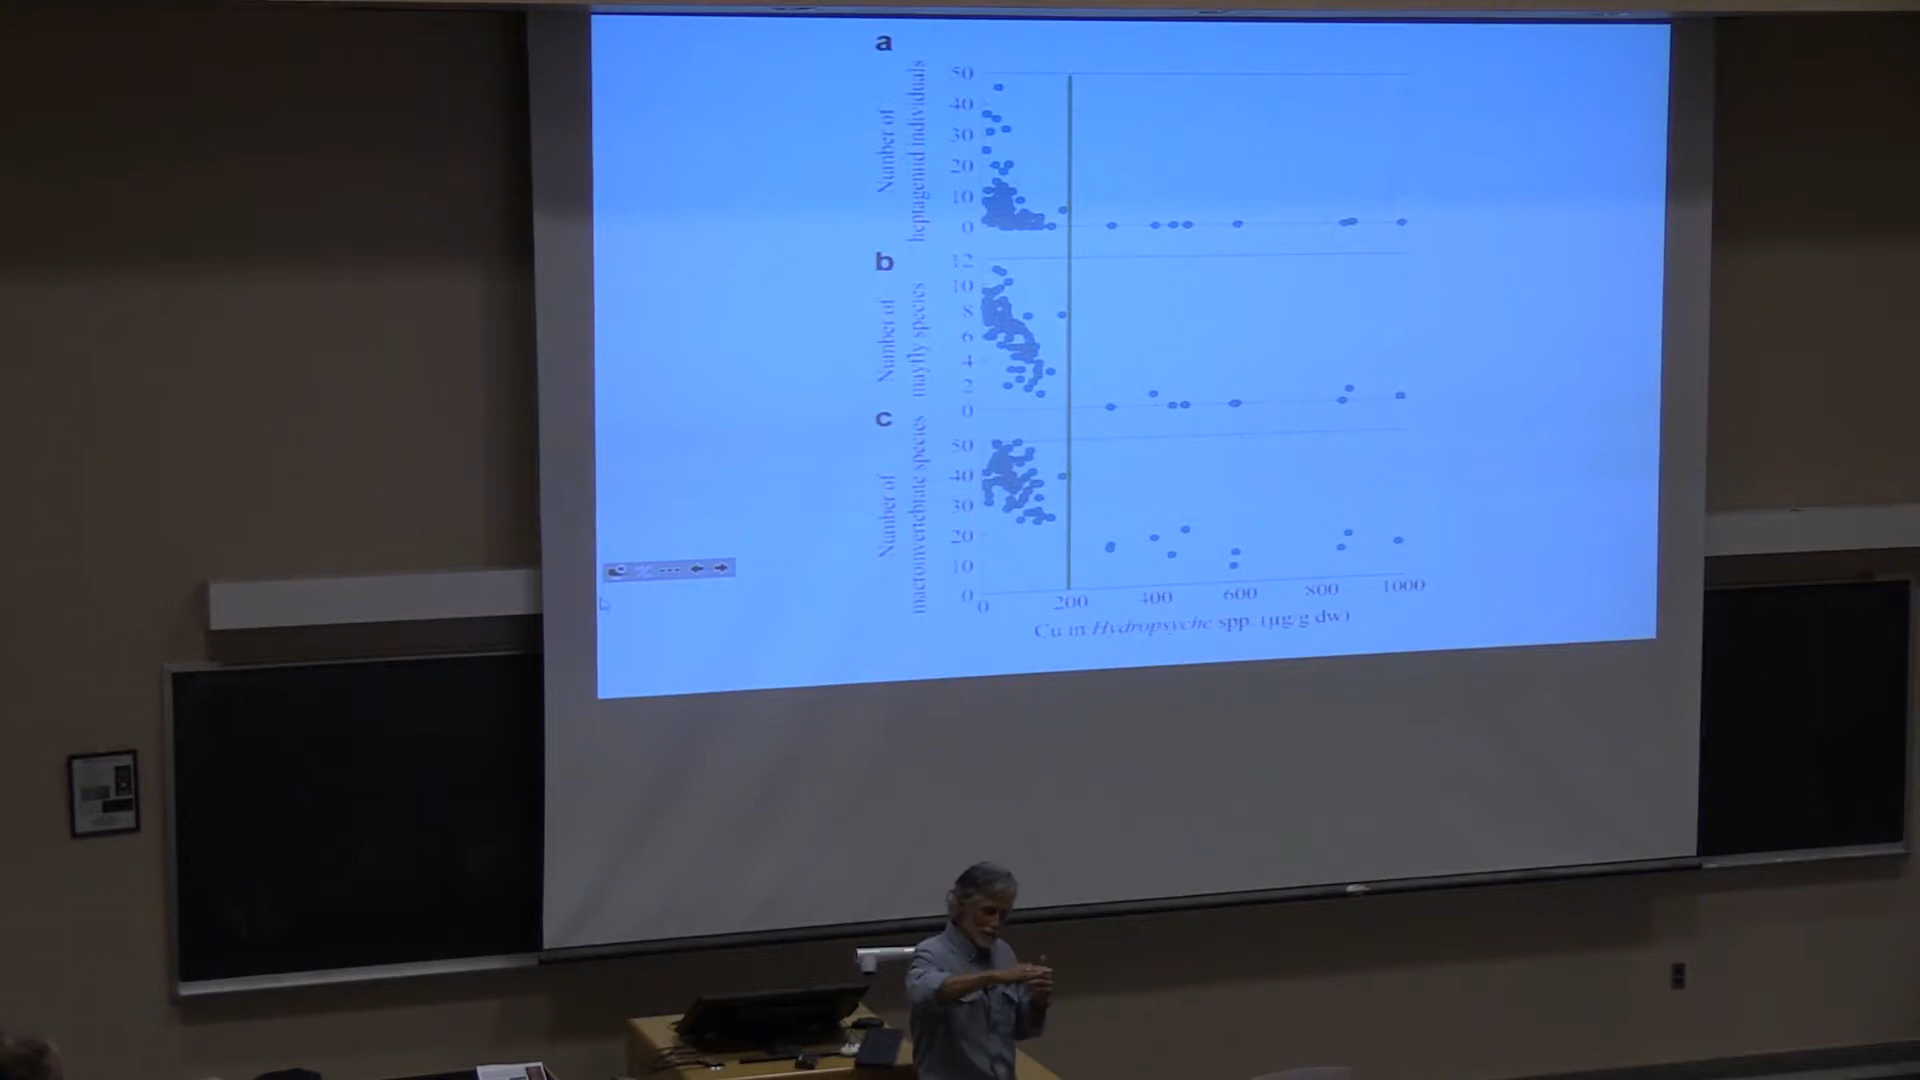 a
Number of
heptageniid individuals
50
40
30
20
10
0
b
Number of
mayfly species
12
10
8
6
4
2
0
c
Number of
macroinvertebrate species
50
40
30
20
10
0
0 200 400 600 800 1000
Cu in Hydropsyche spp. (µg/g dw)